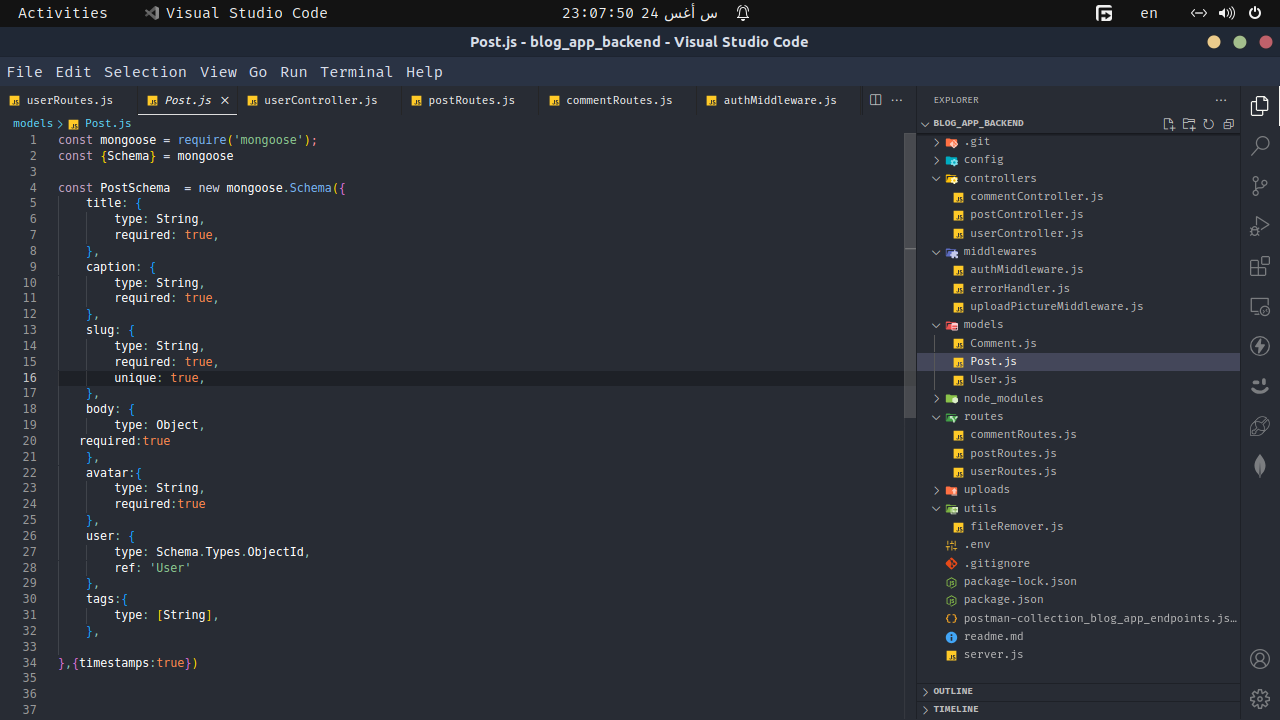 Activities Visual Studio Code 23:07:50 24 س أغس en
Post.js - blog_app_backend - Visual Studio Code
File Edit Selection View Go Run Terminal Help
userRoutes.js Post.js userController.js postRoutes.js commentRoutes.js authMiddleware.js
models > Post.js
1 const mongoose = require('mongoose');
2 const {Schema} = mongoose
3
4 const PostSchema  = new mongoose.Schema({
5     title: {
6         type: String,
7         required: true,
8     },
9     caption: {
10         type: String,
11         required: true,
12     },
13     slug: {
14         type: String,
15         required: true,
16         unique: true,
17     },
18     body: {
19         type: Object,
20    required:true
21     },
22     avatar:{
23         type: String,
24         required:true
25     },
26     user: {
27         type: Schema.Types.ObjectId,
28         ref: 'User'
29     },
30     tags:{
31         type: [String],
32     },
33
34 },{timestamps:true})
35
36
37
EXPLORER
BLOG_APP_BACKEND
.git
config
controllers
commentController.js
postController.js
userController.js
middlewares
authMiddleware.js
errorHandler.js
uploadPictureMiddleware.js
models
Comment.js
Post.js
User.js
node_modules
routes
commentRoutes.js
postRoutes.js
userRoutes.js
uploads
utils
fileRemover.js
.env
.gitignore
package-lock.json
package.json
postman-collection_blog_app_endpoints.js…
readme.md
server.js
OUTLINE
TIMELINE